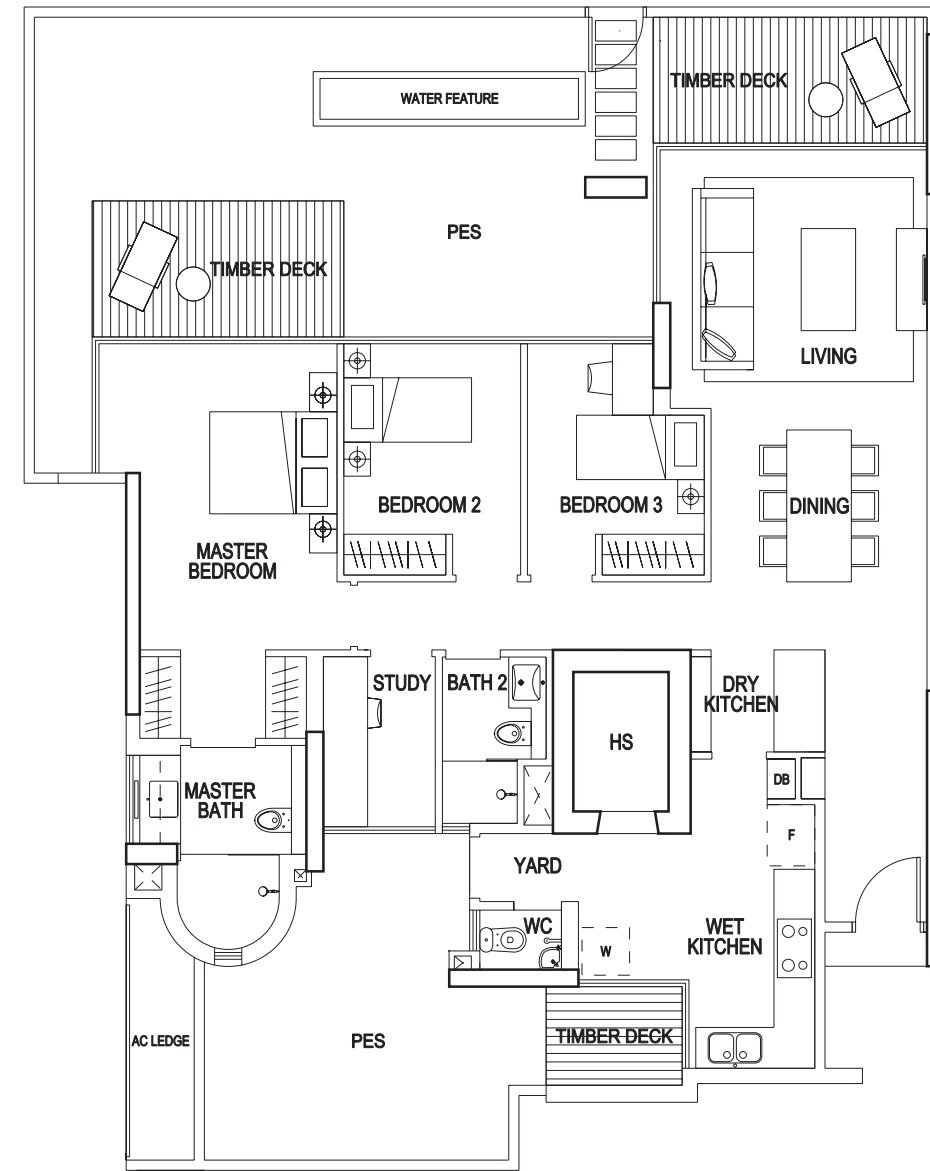 TIMBER DECK
WATER FEATURE
PES
TIMBER DECK
LIVING
BEDROOM 2
BEDROOM 3
DINING
MASTER
BEDROOM
STUDY
BATH 2
DRY
KITCHEN
HS
MASTER
BATH
DB
F
YARD
WC
WET
KITCHEN
D
W
AC LEDGE
PES
TIMBER DECK